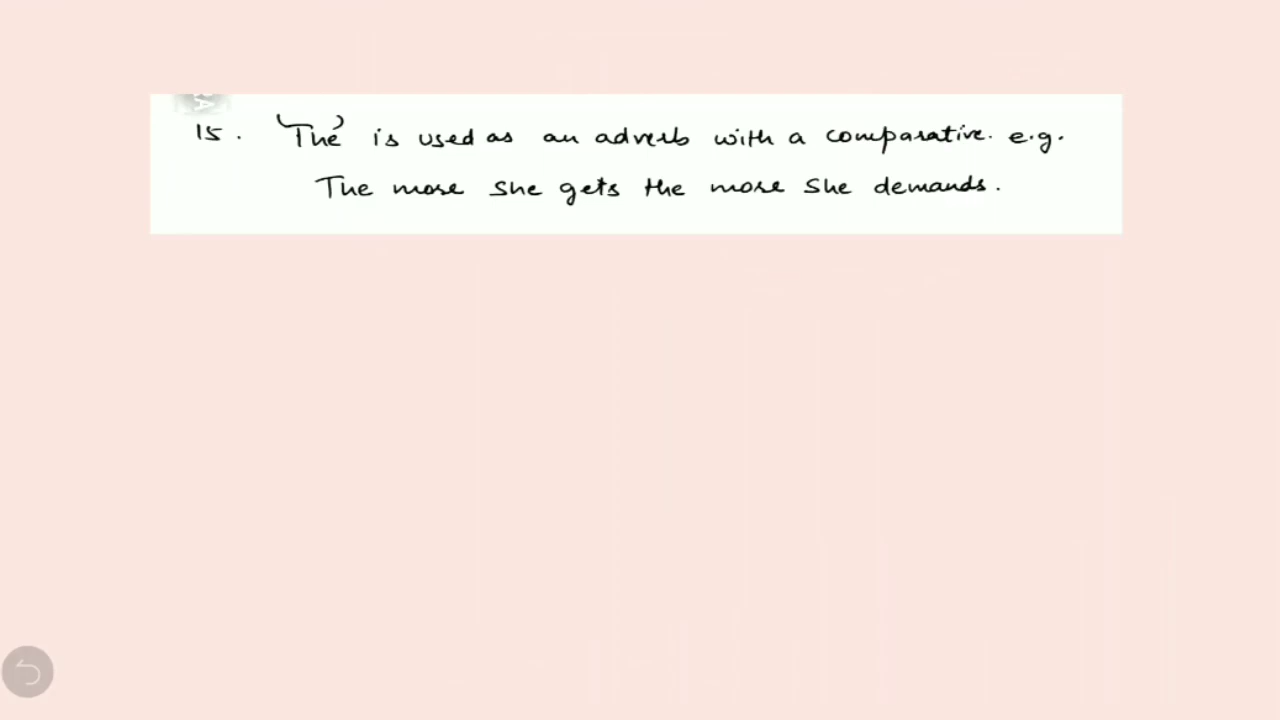 15. 'The' is used as an adverb with a comparative. e.g.
The more she gets the more she demands.